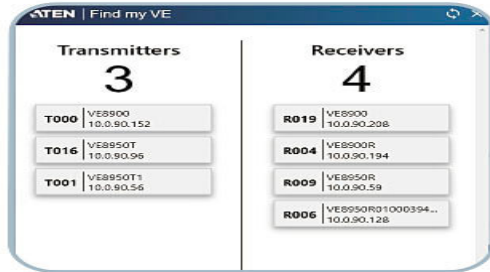 ATEN | Find my VE
Transmitters
3
T000 VE8900
10.0.90.152
T016 VE8950T
10.0.90.96
T001 VE8950T1
10.0.90.56
Receivers
4
R019 VE8900
10.0.90.208
R004 VE8900R
10.0.90.194
R009 VE8950R
10.0.90.59
R006 VE8950R01000394...
10.0.90.128